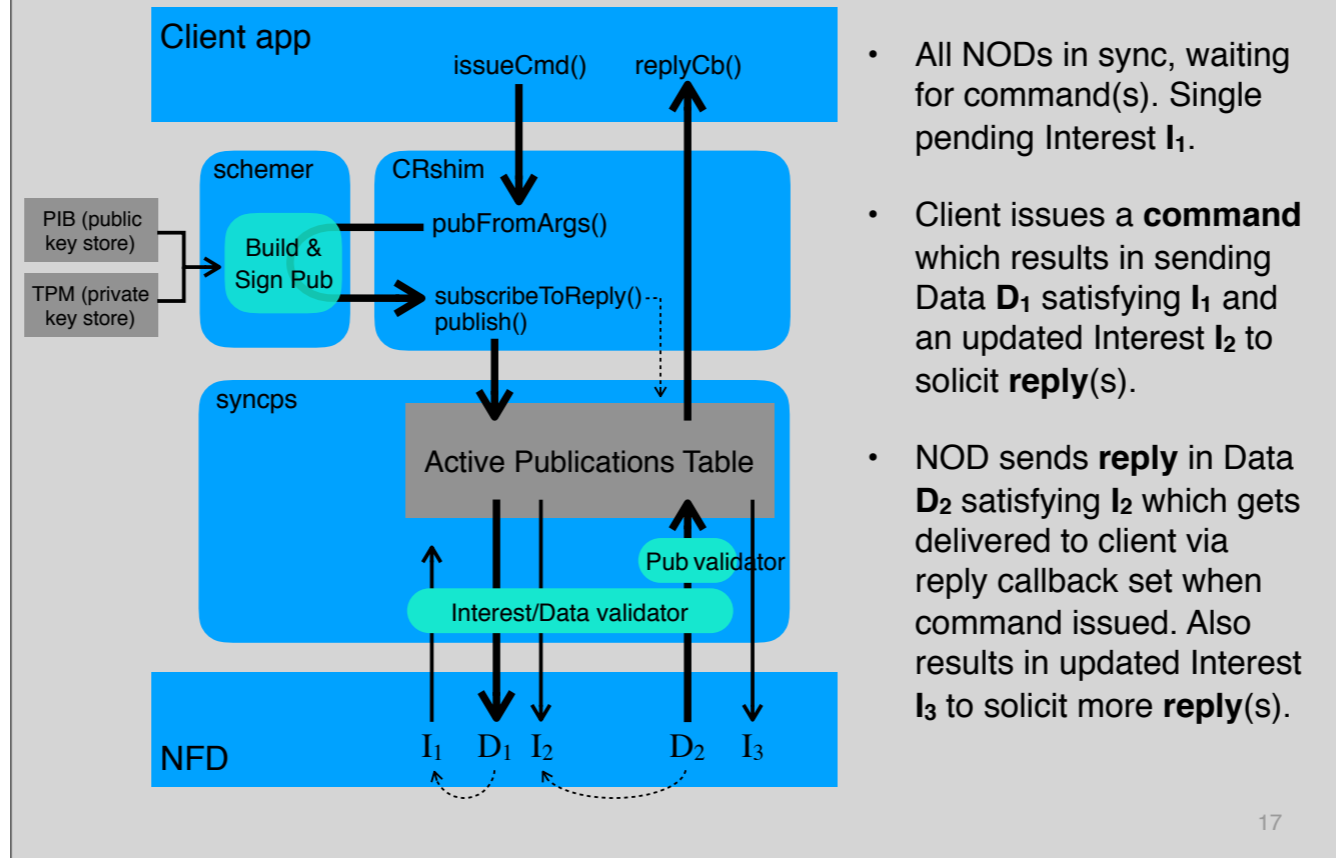 Client app
issueCmd()
replyCb()
schemer
CRshim
PIB (public
key store)
TPM (private
key store)
Build &
Sign Pub
pubFromArgs()
subscribeToReply()
publish()
syncps
Active Publications Table
Pub validator
Interest/Data validator
NFD
I₁ D₁ I₂ D₂ I₃
• All NODs in sync, waiting
for command(s). Single
pending Interest I₁.
• Client issues a command
which results in sending
Data D₁ satisfying I₁ and
an updated Interest I₂ to
solicit reply(s).
• NOD sends reply in Data
D₂ satisfying I₂ which gets
delivered to client via
reply callback set when
command issued. Also
results in updated Interest
I₃ to solicit more reply(s).
17